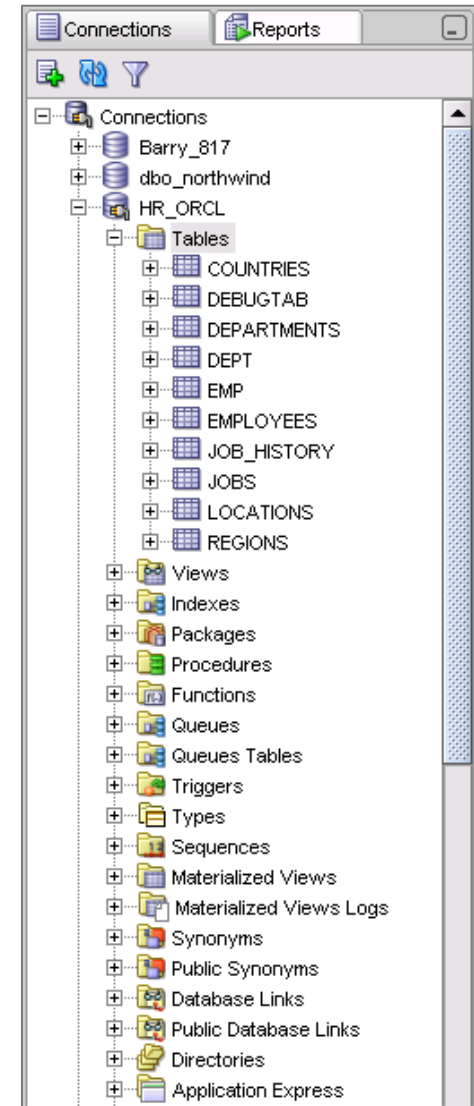 Connections Reports
Connections
Barry_817
dbo_northwind
HR_ORCL
Tables
COUNTRIES
DEBUGTAB
DEPARTMENTS
DEPT
EMP
EMPLOYEES
JOB_HISTORY
JOBS
LOCATIONS
REGIONS
Views
Indexes
Packages
Procedures
Functions
Queues
Queues Tables
Triggers
Types
Sequences
Materialized Views
Materialized Views Logs
Synonyms
Public Synonyms
Database Links
Public Database Links
Directories
Application Express